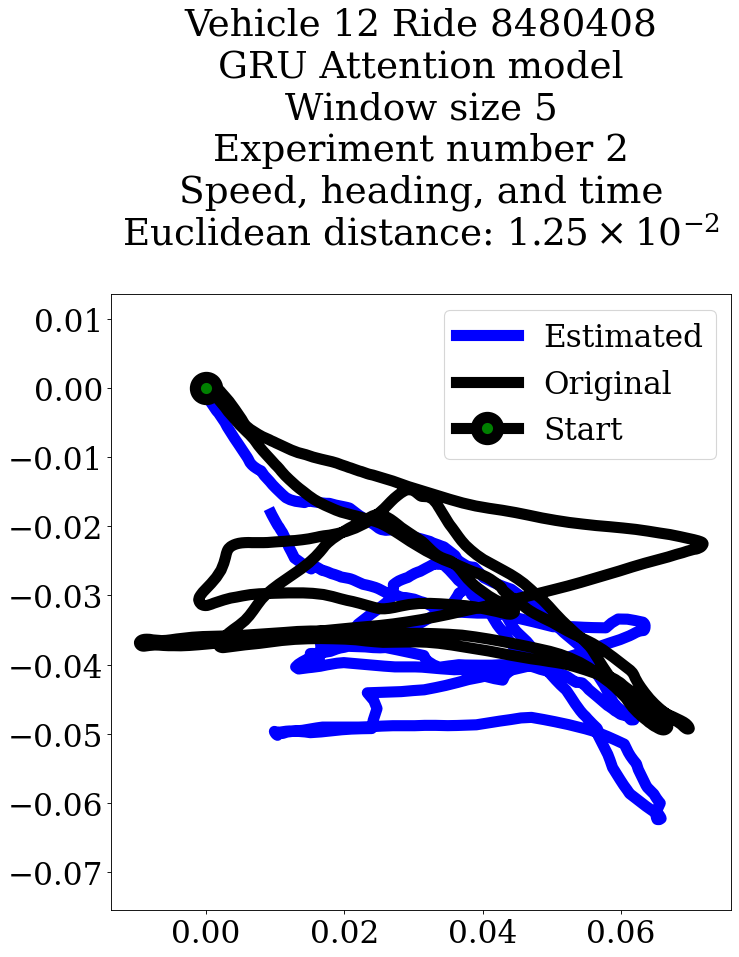 Vehicle 12 Ride 8480408
GRU Attention model
Window size 5
Experiment number 2
Speed, heading, and time
Euclidean distance: 1.25 × 10⁻²
Estimated
Original
Start
0.01
0.00
−0.01
−0.02
−0.03
−0.04
−0.05
−0.06
−0.07
0.00 0.02 0.04 0.06